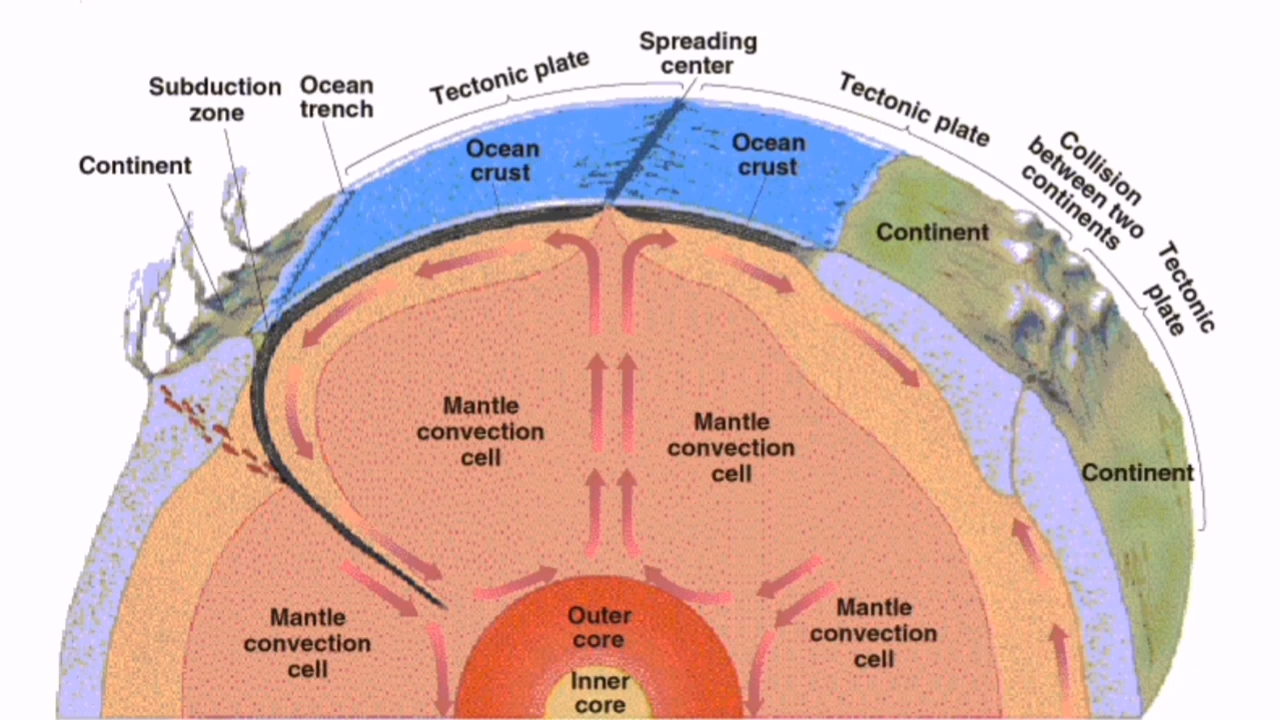 Spreading
center
Tectonic plate
Tectonic plate
Subduction
zone
Ocean
trench
Continent
Ocean
crust
Ocean
crust
Collision
between two
continents
Continent
Tectonic
plate
Mantle
convection
cell
Mantle
convection
cell
Continent
Mantle
convection
cell
Outer
core
Mantle
convection
cell
Inner
core